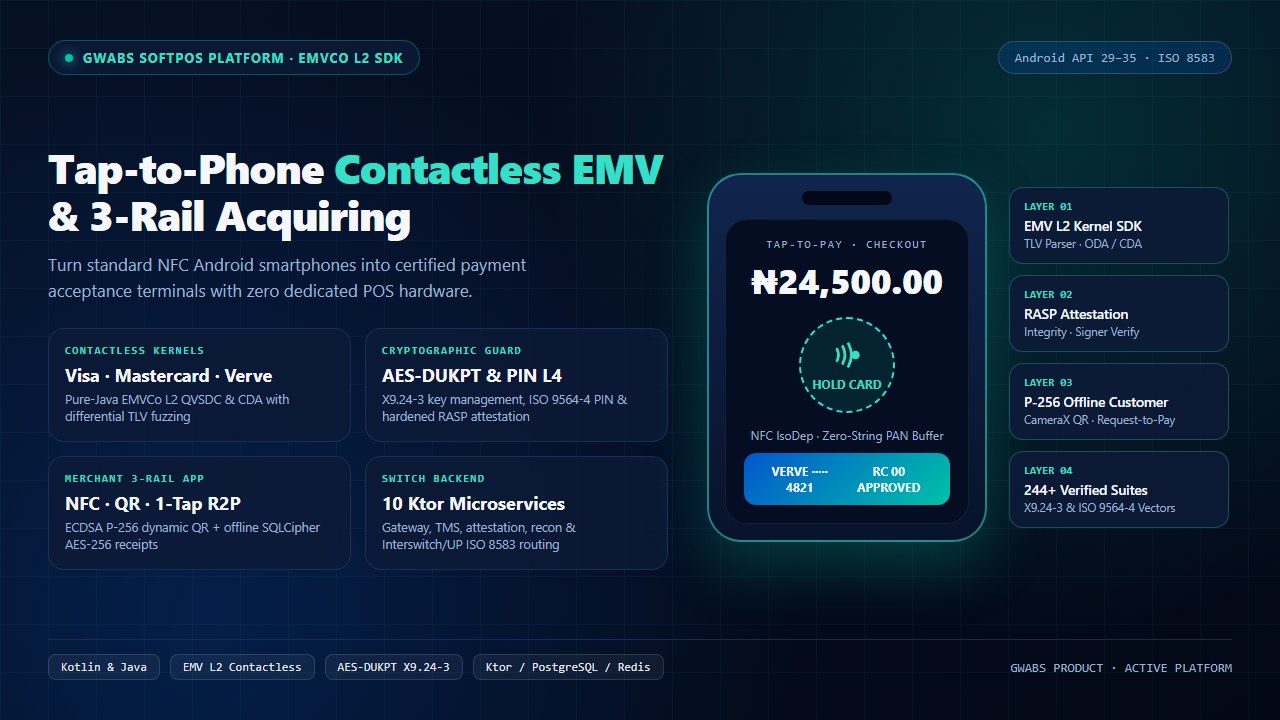 GWABS SOFTPOS PLATFORM · EMVCO L2 SDK
Android API 29–35 · ISO 8583
Tap-to-Phone Contactless EMV
& 3-Rail Acquiring
Turn standard NFC Android smartphones into certified payment
acceptance terminals with zero dedicated POS hardware.
CONTACTLESS KERNELS
Visa · Mastercard · Verve
Pure-Java EMVCo L2 QVSDC & CDA with
differential TLV fuzzing
CRYPTOGRAPHIC GUARD
AES-DUKPT & PIN L4
X9.24-3 key management, ISO 9564-4 PIN &
hardened RASP attestation
MERCHANT 3-RAIL APP
NFC · QR · 1-Tap R2P
ECDSA P-256 dynamic QR + offline SQLCipher
AES-256 receipts
SWITCH BACKEND
10 Ktor Microservices
Gateway, TMS, attestation, recon &
Interswitch/UP ISO 8583 routing
TAP-TO-PAY · CHECKOUT
₦24,500.00
HOLD CARD
NFC IsoDep · Zero-String PAN Buffer
VERVE ·····
4821
RC 00
APPROVED
LAYER 01
EMV L2 Kernel SDK
TLV Parser · ODA / CDA
LAYER 02
RASP Attestation
Integrity · Signer Verify
LAYER 03
P-256 Offline Customer
CameraX QR · Request-to-Pay
LAYER 04
244+ Verified Suites
X9.24-3 & ISO 9564-4 Vectors
Kotlin & Java
EMV L2 Contactless
AES-DUKPT X9.24-3
Ktor / PostgreSQL / Redis
GWABS PRODUCT · ACTIVE PLATFORM